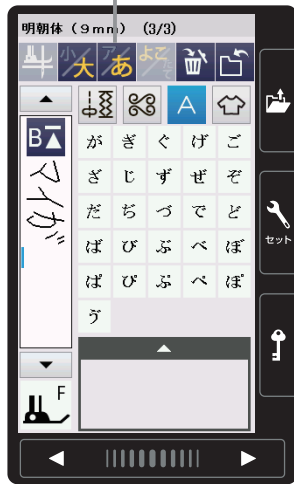 明朝体（９ｍｍ） （3/3）
小/大 ア/あ よこ/て
A
B
が ぎ ぐ げ ご
ざ じ ず ぜ ぞ
だ ぢ づ で ど
ば び ぶ べ ぼ
ぱ ぴ ぷ ぺ ぽ
ゔ
マイが
F
セット